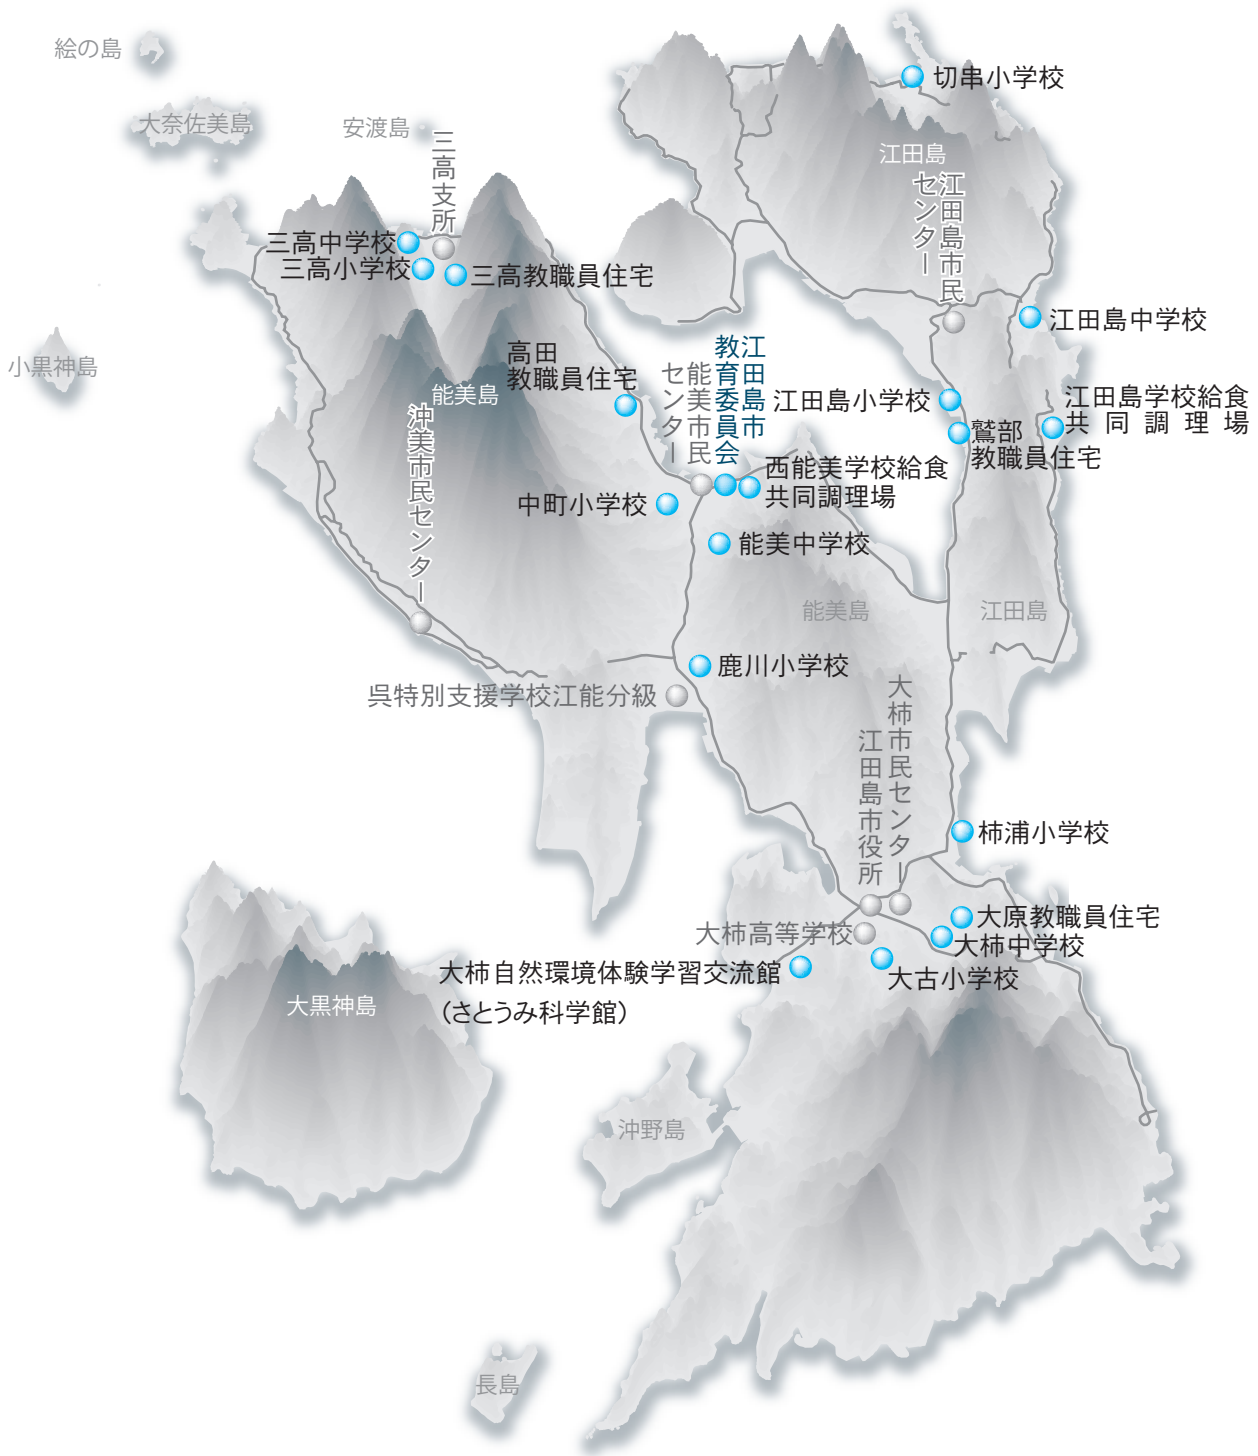 絵の島
大奈佐美島
安渡島
三高支所
切串小学校
江田島
江田島市民
センター
三高中学校
三高小学校
三高教職員住宅
江田島中学校
小黒神島
高田
教職員住宅
能美島
沖美市民センター
能美市民
センター
江田島市
教育委員会
江田島小学校
鷲部
教職員住宅
江田島学校給食
共同調理場
西能美学校給食
共同調理場
中町小学校
能美中学校
能美島
江田島
鹿川小学校
呉特別支援学校江能分級
大柿市民センター
江田島市役所
柿浦小学校
大原教職員住宅
大柿高等学校
大柿中学校
大古小学校
大柿自然環境体験学習交流館
（さとうみ科学館）
大黒神島
沖野島
長島